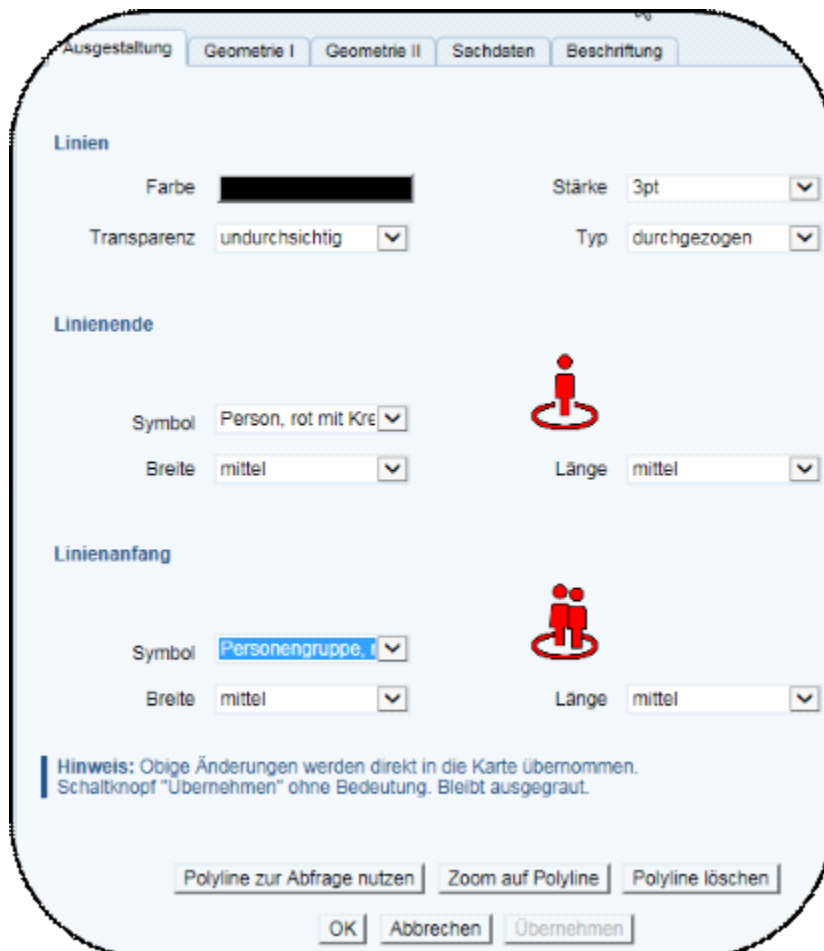 Ausgestaltung Geometrie I Geometrie II Sachdaten Beschriftung
Linien
Farbe Stärke 3pt
Transparenz undurchsichtig Typ durchgezogen
Linienende
Symbol Person, rot mit Kre
Breite mittel Länge mittel
Linienanfang
Symbol Personengruppe, r
Breite mittel Länge mittel
Hinweis: Obige Änderungen werden direkt in die Karte übernommen.
Schaltknopf "Übernehmen" ohne Bedeutung. Bleibt ausgegraut.
Polyline zur Abfrage nutzen Zoom auf Polyline Polyline löschen
OK Abbrechen Übernehmen